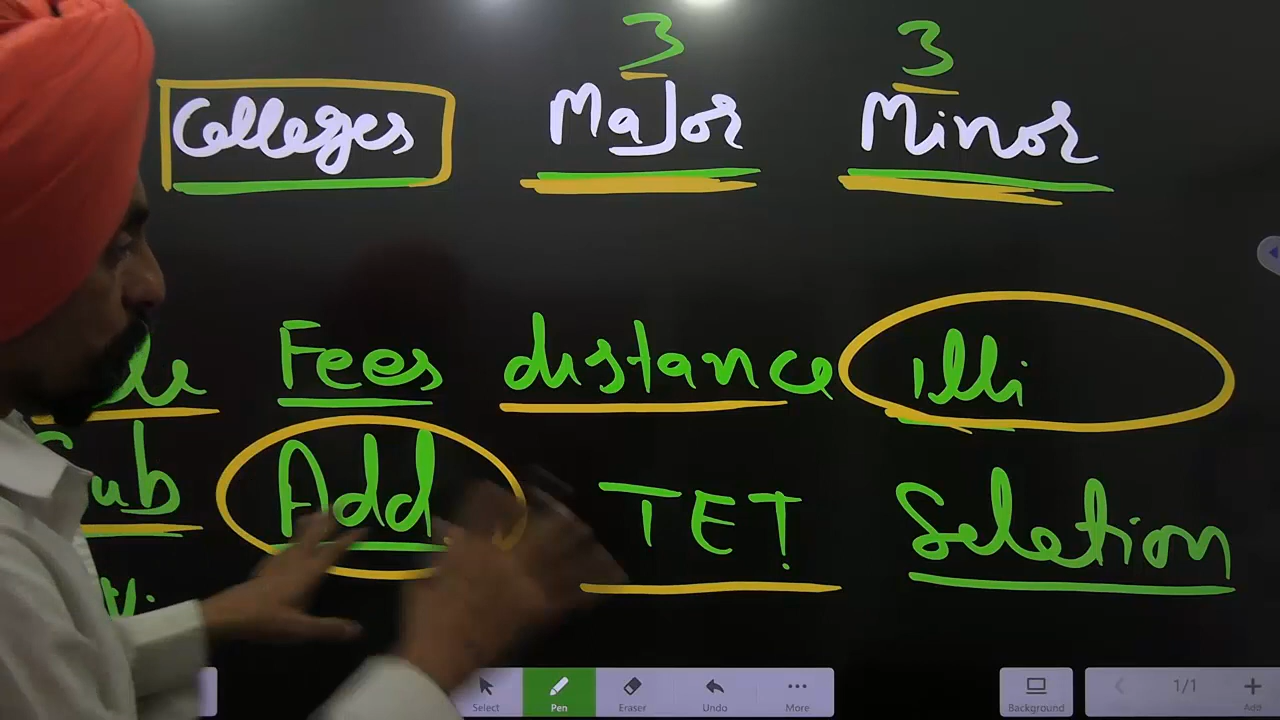 3 3
Colleges Major Minor
Fees distance illi
Sub Add TET Seletion
Select Pen Eraser Undo More Background 1/1 Add